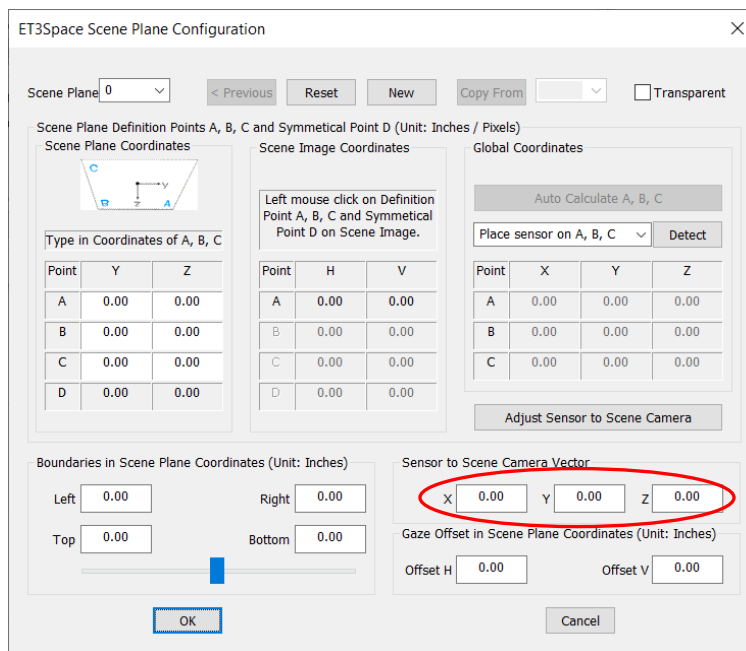 ET3Space Scene Plane Configuration
Scene Plane 0 < Previous Reset New Copy From Transparent
Scene Plane Definition Points A, B, C and Symmetical Point D (Unit: Inches / Pixels)
Scene Plane Coordinates
C
Y
B Z A
Type in Coordinates of A, B, C
Point Y Z
A 0.00 0.00
B 0.00 0.00
C 0.00 0.00
D 0.00 0.00
Scene Image Coordinates
Left mouse click on Definition
Point A, B, C and Symmetical
Point D on Scene Image.
Point H V
A 0.00 0.00
B 0.00 0.00
C 0.00 0.00
D 0.00 0.00
Global Coordinates
Auto Calculate A, B, C
Place sensor on A, B, C Detect
Point X Y Z
A 0.00 0.00 0.00
B 0.00 0.00 0.00
C 0.00 0.00 0.00
Adjust Sensor to Scene Camera
Boundaries in Scene Plane Coordinates (Unit: Inches)
Left 0.00 Right 0.00
Top 0.00 Bottom 0.00
Sensor to Scene Camera Vector
X 0.00 Y 0.00 Z 0.00
Gaze Offset in Scene Plane Coordinates (Unit: Inches)
Offset H 0.00 Offset V 0.00
OK Cancel